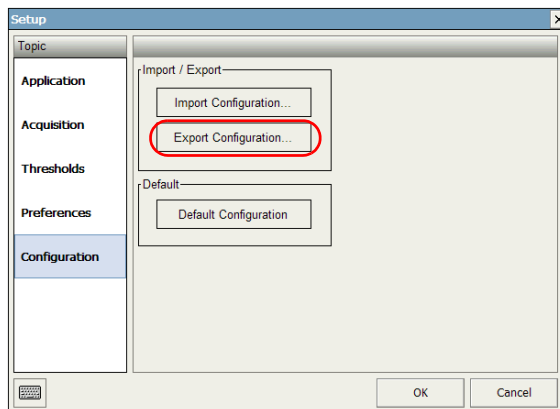 Setup
Topic
Application
Acquisition
Thresholds
Preferences
Configuration
Import / Export
Import Configuration...
Export Configuration...
Default
Default Configuration
OK
Cancel